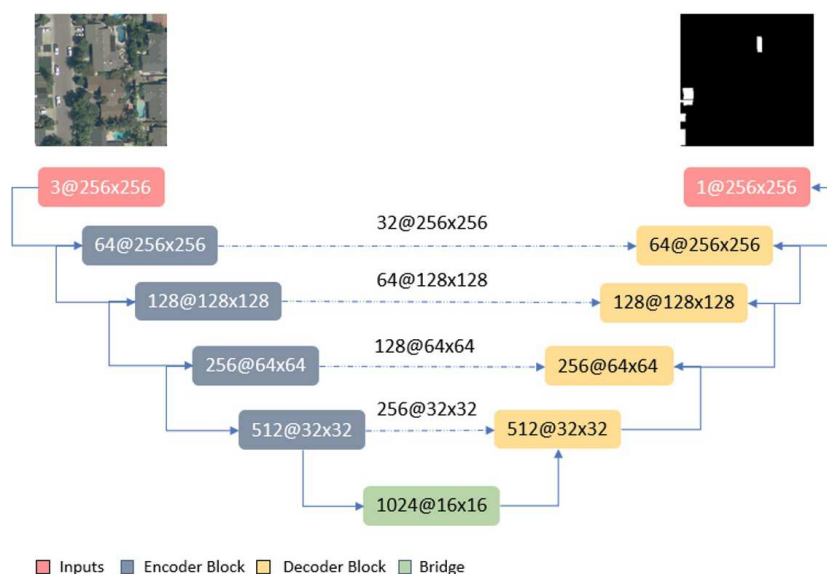 3@256x256
1@256x256
32@256x256
64@256x256
64@256x256
64@128x128
128@128x128
128@128x128
128@64x64
256@64x64
256@64x64
256@32x32
512@32x32
512@32x32
1024@16x16
Inputs Encoder Block Decoder Block Bridge